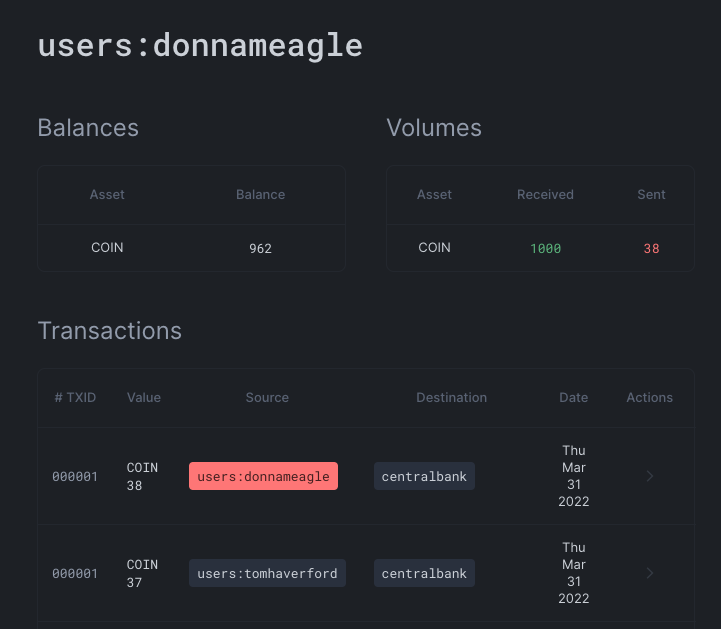 users:donnameagle
Balances
Volumes
Asset Balance
COIN 962
Asset Received Sent
COIN 1000 38
Transactions
# TXID Value Source Destination Date Actions
000001 COIN 38 users:donnameagle centralbank Thu Mar 31 2022
000001 COIN 37 users:tomhaverford centralbank Thu Mar 31 2022